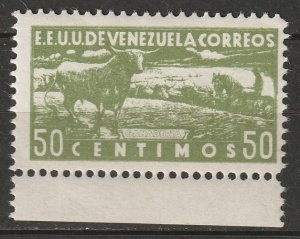 E.E.U.U.DE VENEZUELA CORREOS
50 CENTIMOS 50